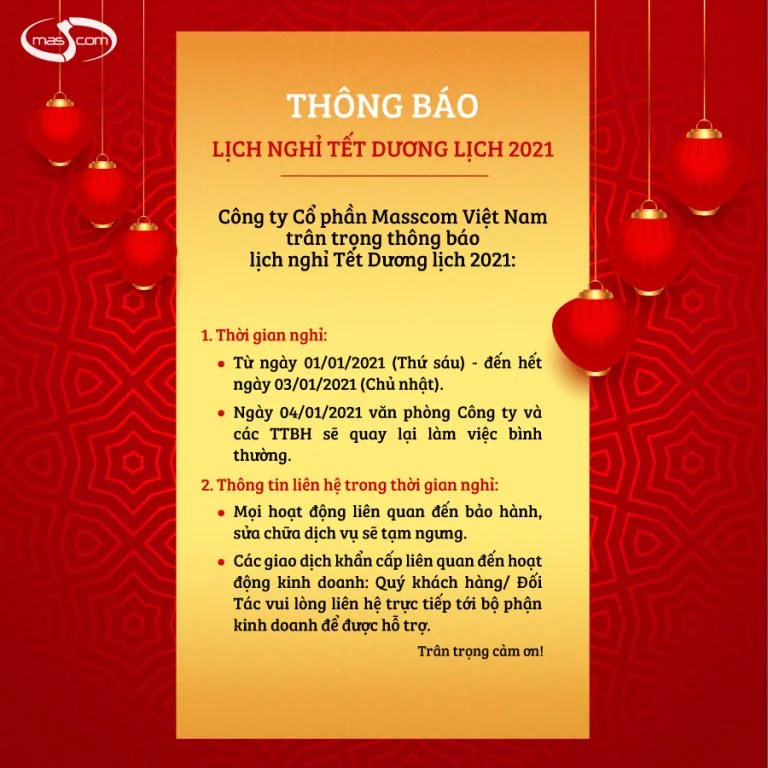 masscom
THÔNG BÁO
LỊCH NGHỈ TẾT DƯƠNG LỊCH 2021
Công ty Cổ phần Masscom Việt Nam
trân trọng thông báo
lịch nghỉ Tết Dương lịch 2021:
1. Thời gian nghỉ:
• Từ ngày 01/01/2021 (Thứ sáu) - đến hết
ngày 03/01/2021 (Chủ nhật).
• Ngày 04/01/2021 văn phòng Công ty và
các TTBH sẽ quay lại làm việc bình
thường.
2. Thông tin liên hệ trong thời gian nghỉ:
• Mọi hoạt động liên quan đến bảo hành,
sửa chữa dịch vụ sẽ tạm ngưng.
• Các giao dịch khẩn cấp liên quan đến hoạt
động kinh doanh: Quý khách hàng/ Đối
Tác vui lòng liên hệ trực tiếp tới bộ phận
kinh doanh để được hỗ trợ.
Trân trọng cảm ơn!